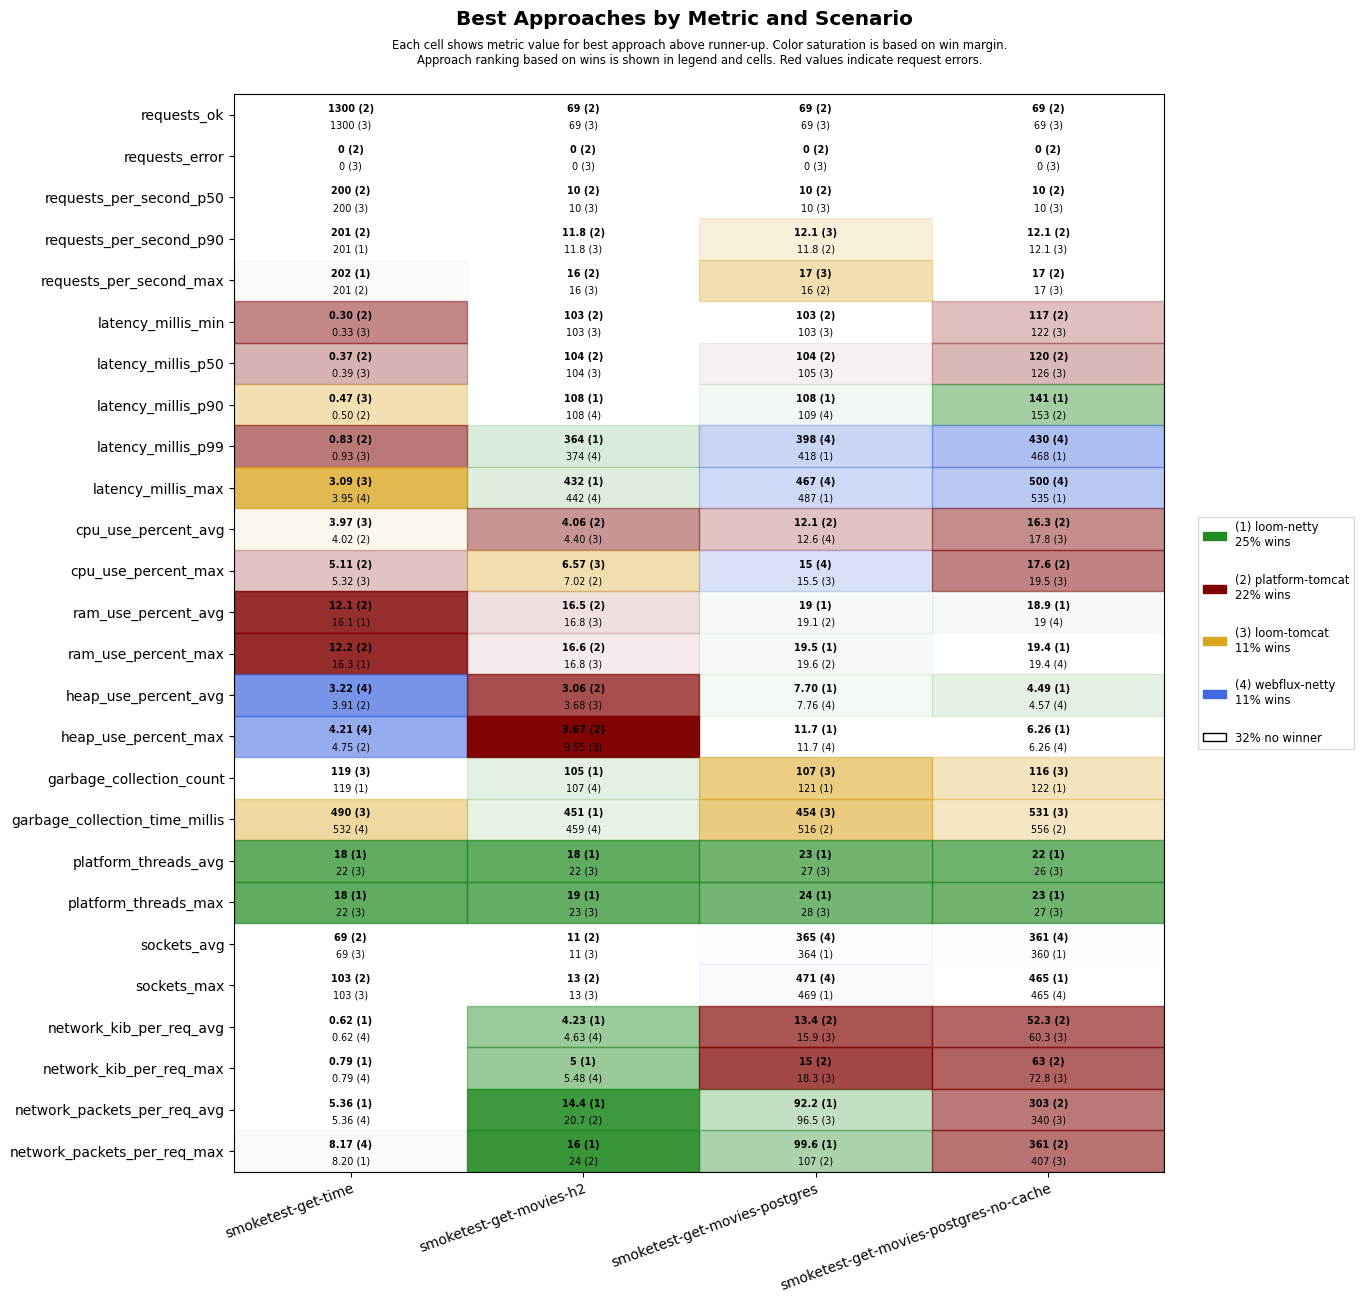 Best Approaches by Metric and Scenario
Each cell shows metric value for best approach above runner-up. Color saturation is based on win margin.
Approach ranking based on wins is shown in legend and cells. Red values indicate request errors.
requests_ok
1300 (2) 69 (2) 69 (2) 69 (2)
1300 (3) 69 (3) 69 (3) 69 (3)
requests_error
0 (2) 0 (2) 0 (2) 0 (2)
0 (3) 0 (3) 0 (3) 0 (3)
requests_per_second_p50
200 (2) 10 (2) 10 (2) 10 (2)
200 (3) 10 (3) 10 (3) 10 (3)
requests_per_second_p90
201 (2) 11.8 (2) 12.1 (3) 12.1 (2)
201 (1) 11.8 (3) 11.8 (2) 12.1 (3)
requests_per_second_max
202 (1) 16 (2) 17 (3) 17 (2)
201 (2) 16 (3) 16 (2) 17 (3)
latency_millis_min
0.30 (2) 103 (2) 103 (2) 117 (2)
0.33 (3) 103 (3) 103 (3) 122 (3)
latency_millis_p50
0.37 (2) 104 (2) 104 (2) 120 (2)
0.39 (3) 104 (3) 105 (3) 126 (3)
latency_millis_p90
0.47 (3) 108 (1) 108 (1) 141 (1)
0.50 (2) 108 (4) 109 (4) 153 (2)
latency_millis_p99
0.83 (2) 364 (1) 398 (4) 430 (4)
0.93 (3) 374 (4) 418 (1) 468 (1)
latency_millis_max
3.09 (3) 432 (1) 467 (4) 500 (4)
3.95 (4) 442 (4) 487 (1) 535 (1)
cpu_use_percent_avg
3.97 (3) 4.06 (2) 12.1 (2) 16.3 (2)
4.02 (2) 4.40 (3) 12.6 (4) 17.8 (3)
cpu_use_percent_max
5.11 (2) 6.57 (3) 15 (4) 17.6 (2)
5.32 (3) 7.02 (2) 15.5 (3) 19.5 (3)
ram_use_percent_avg
12.1 (2) 16.5 (2) 19 (1) 18.9 (1)
16.1 (1) 16.8 (3) 19.1 (2) 19 (4)
ram_use_percent_max
12.2 (2) 16.6 (2) 19.5 (1) 19.4 (1)
16.3 (1) 16.8 (3) 19.6 (2) 19.4 (4)
heap_use_percent_avg
3.22 (4) 3.06 (2) 7.70 (1) 4.49 (1)
3.91 (2) 3.68 (3) 7.76 (4) 4.57 (4)
heap_use_percent_max
4.21 (4) 3.67 (2) 11.7 (1) 6.26 (1)
4.75 (2) 9.55 (3) 11.7 (4) 6.26 (4)
garbage_collection_count
119 (3) 105 (1) 107 (3) 116 (3)
119 (1) 107 (4) 121 (1) 122 (1)
garbage_collection_time_millis
490 (3) 451 (1) 454 (3) 531 (3)
532 (4) 459 (4) 516 (2) 556 (2)
platform_threads_avg
18 (1) 18 (1) 23 (1) 22 (1)
22 (3) 22 (3) 27 (3) 26 (3)
platform_threads_max
18 (1) 19 (1) 24 (1) 23 (1)
22 (3) 23 (3) 28 (3) 27 (3)
sockets_avg
69 (2) 11 (2) 365 (4) 361 (4)
69 (3) 11 (3) 364 (1) 360 (1)
sockets_max
103 (2) 13 (2) 471 (4) 465 (1)
103 (3) 13 (3) 469 (1) 465 (4)
network_kib_per_req_avg
0.62 (1) 4.23 (1) 13.4 (2) 52.3 (2)
0.62 (4) 4.63 (4) 15.9 (3) 60.3 (3)
network_kib_per_req_max
0.79 (1) 5 (1) 15 (2) 63 (2)
0.79 (4) 5.48 (4) 18.3 (3) 72.8 (3)
network_packets_per_req_avg
5.36 (1) 14.4 (1) 92.2 (1) 303 (2)
5.36 (4) 20.7 (2) 96.5 (3) 340 (3)
network_packets_per_req_max
8.17 (4) 16 (1) 99.6 (1) 361 (2)
8.20 (1) 24 (2) 107 (2) 407 (3)
smoketest-get-time
smoketest-get-movies-h2
smoketest-get-movies-postgres
smoketest-get-movies-postgres-no-cache
(1) loom-netty
25% wins
(2) platform-tomcat
22% wins
(3) loom-tomcat
11% wins
(4) webflux-netty
11% wins
32% no winner